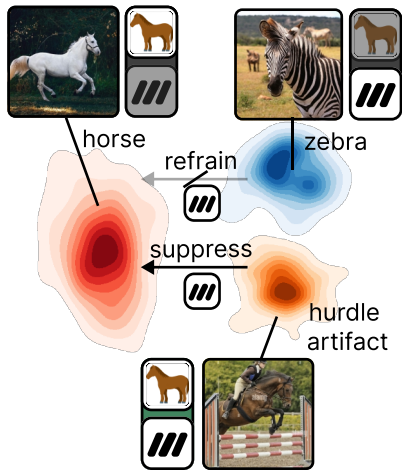 horse
zebra
refrain
suppress
hurdle
artifact